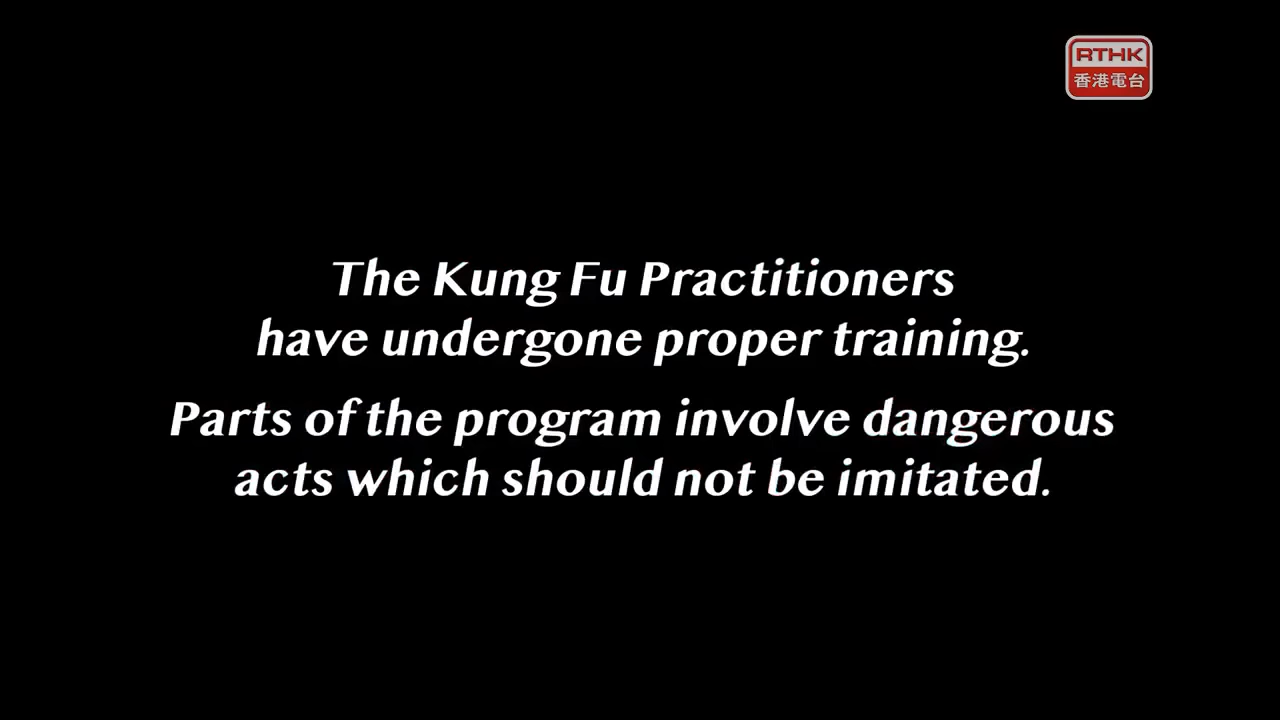 RTHK
香港電台
The Kung Fu Practitioners
have undergone proper training.
Parts of the program involve dangerous
acts which should not be imitated.